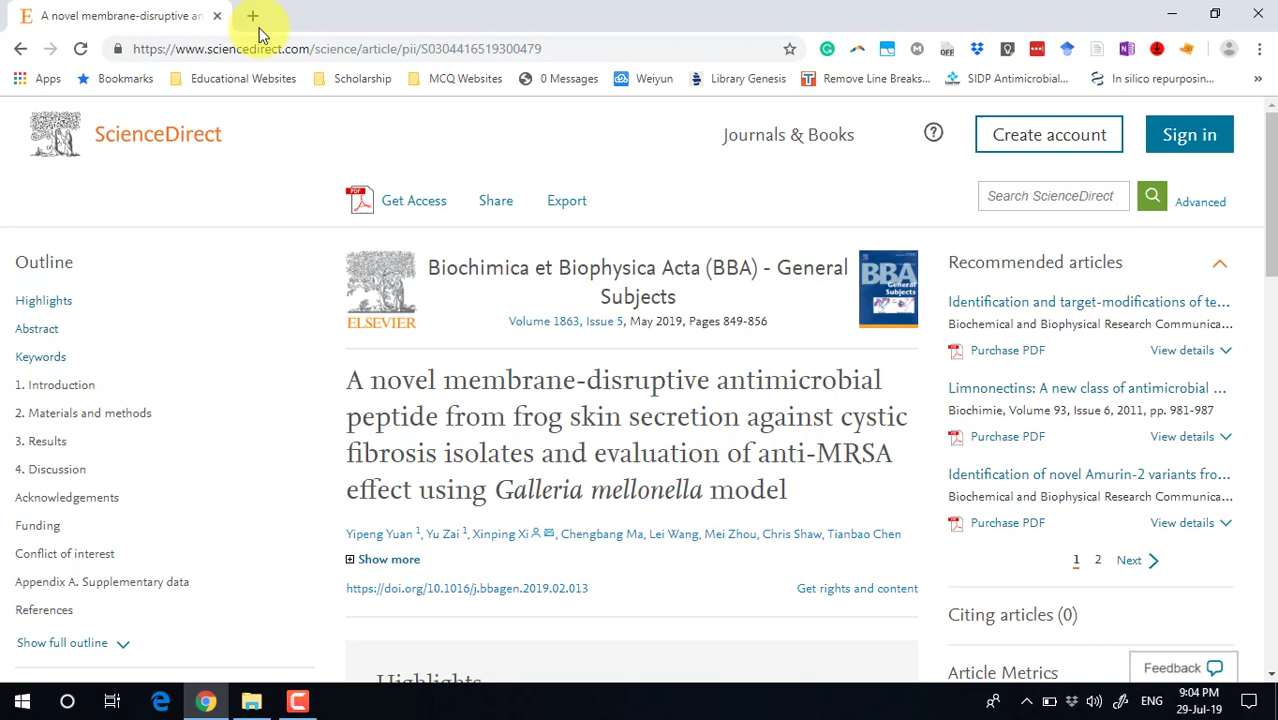 A novel membrane-disruptive an
https://www.sciencedirect.com/science/article/pii/S0304416519300479
OFF
Apps
Bookmarks
Educational Websites
Scholarship
MCQ Websites
0 Messages
Weiyun
Library Genesis
Remove Line Breaks...
SIDP Antimicrobial...
In silico repurposin...
»
ScienceDirect
Journals & Books
Create account
Sign in
PDF
Get Access
Share
Export
Search ScienceDirect
Advanced
Outline
Highlights
Abstract
Keywords
1. Introduction
2. Materials and methods
3. Results
4. Discussion
Acknowledgements
Funding
Conflict of interest
Appendix A. Supplementary data
References
Show full outline
ELSEVIER
Biochimica et Biophysica Acta (BBA) - General
Subjects
Volume 1863, Issue 5, May 2019, Pages 849-856
BBA
General
Subjects
A novel membrane-disruptive antimicrobial
peptide from frog skin secretion against cystic
fibrosis isolates and evaluation of anti-MRSA
effect using Galleria mellonella model
Yipeng Yuan 1, Yu Zai 1, Xinping Xi, Chengbang Ma, Lei Wang, Mei Zhou, Chris Shaw, Tianbao Chen
Show more
https://doi.org/10.1016/j.bbagen.2019.02.013
Get rights and content
Highlights
Recommended articles
Identification and target-modifications of te...
Biochemical and Biophysical Research Communica...
Purchase PDF
View details
Limnonectins: A new class of antimicrobial ...
Biochimie, Volume 93, Issue 6, 2011, pp. 981-987
Purchase PDF
View details
Identification of novel Amurin-2 variants fro...
Biochemical and Biophysical Research Communica...
Purchase PDF
View details
1 2 Next
Citing articles (0)
Article Metrics
Feedback
ENG
9:04 PM
29-Jul-19